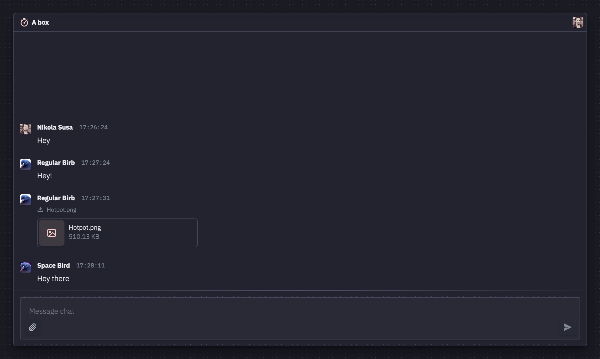 A box
Nikola Susa 17:26:24
Hey
Regular Birb 17:27:24
Hey!
Regular Birb 17:27:31
Hotpot.png
Hotpot.png
510.13 KB
Space Bird 17:28:11
Hey there
Message chat